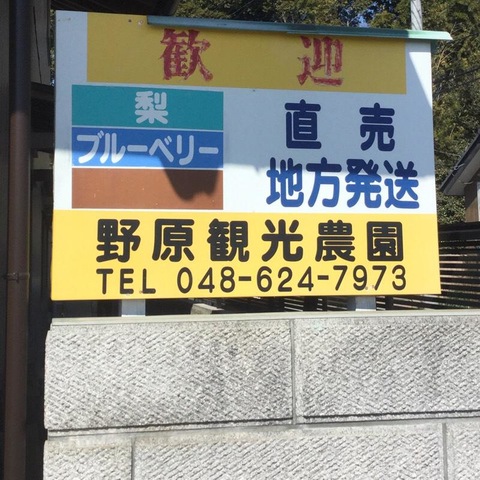 歓迎
梨
ブルーベリー
直売
地方発送
野原観光農園
TEL 048-624-7973